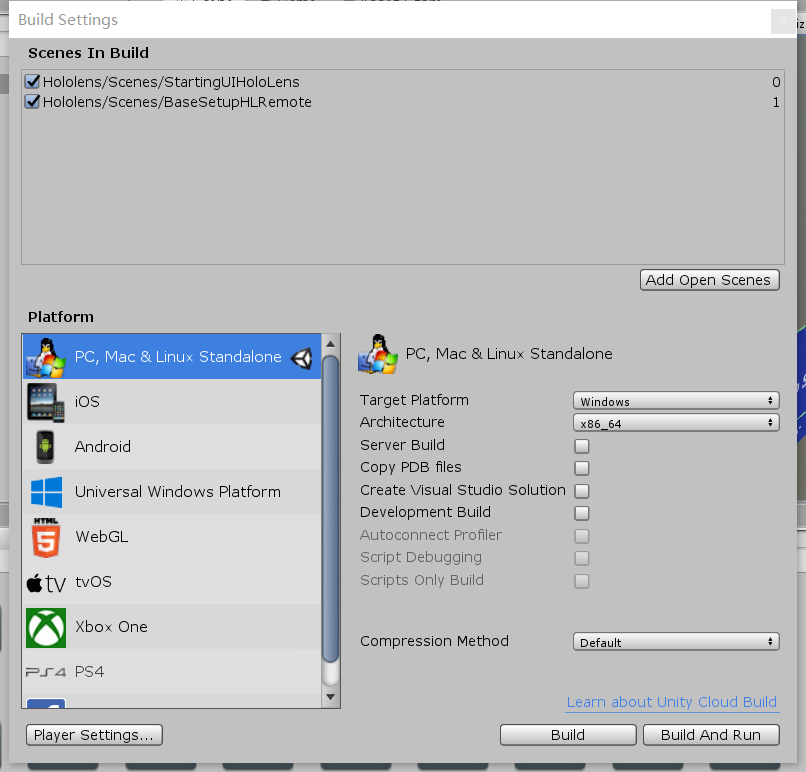 Build Settings
Scenes In Build
Hololens/Scenes/StartingUIHoloLens 0
Hololens/Scenes/BaseSetupHLRemote 1
Add Open Scenes
Platform
PC, Mac & Linux Standalone
iOS
Android
Universal Windows Platform
HTML 5 WebGL
tv tvOS
Xbox One
PS4 PS4
PC, Mac & Linux Standalone
Target Platform Windows
Architecture x86_64
Server Build
Copy PDB files
Create Visual Studio Solution
Development Build
Autoconnect Profiler
Script Debugging
Scripts Only Build
Compression Method Default
Learn about Unity Cloud Build
Player Settings...
Build
Build And Run